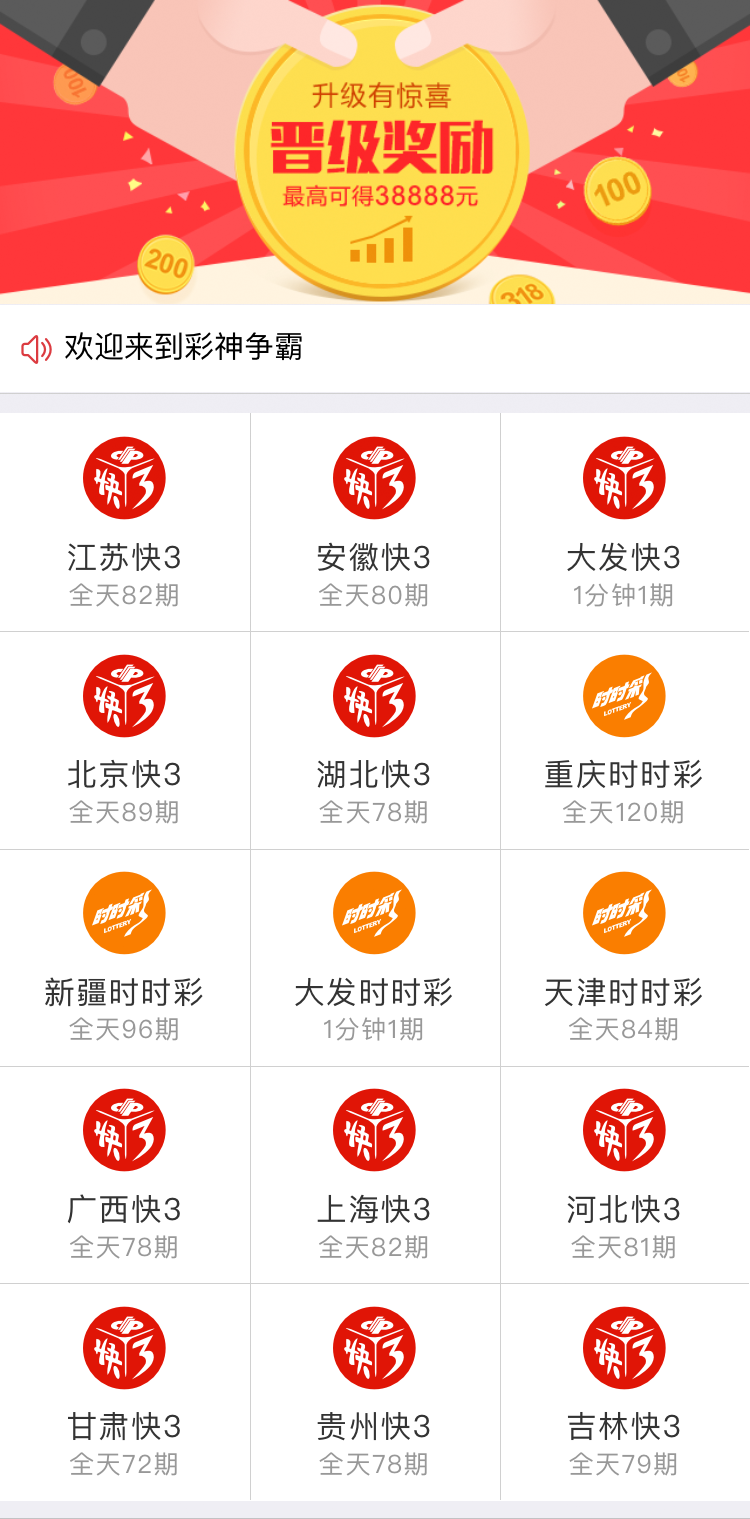 100
100
升级有惊喜
晋级奖励
最高可得38888元
100
200
318
欢迎来到彩神争霸
快3
快3
快3
江苏快3
安徽快3
大发快3
全天82期
全天80期
1分钟1期
快3
快3
时时彩
LOTTERY
北京快3
湖北快3
重庆时时彩
全天89期
全天78期
全天120期
时时彩
LOTTERY
时时彩
LOTTERY
时时彩
LOTTERY
新疆时时彩
大发时时彩
天津时时彩
全天96期
1分钟1期
全天84期
快3
快3
快3
广西快3
上海快3
河北快3
全天78期
全天82期
全天81期
快3
快3
快3
甘肃快3
贵州快3
吉林快3
全天72期
全天78期
全天79期